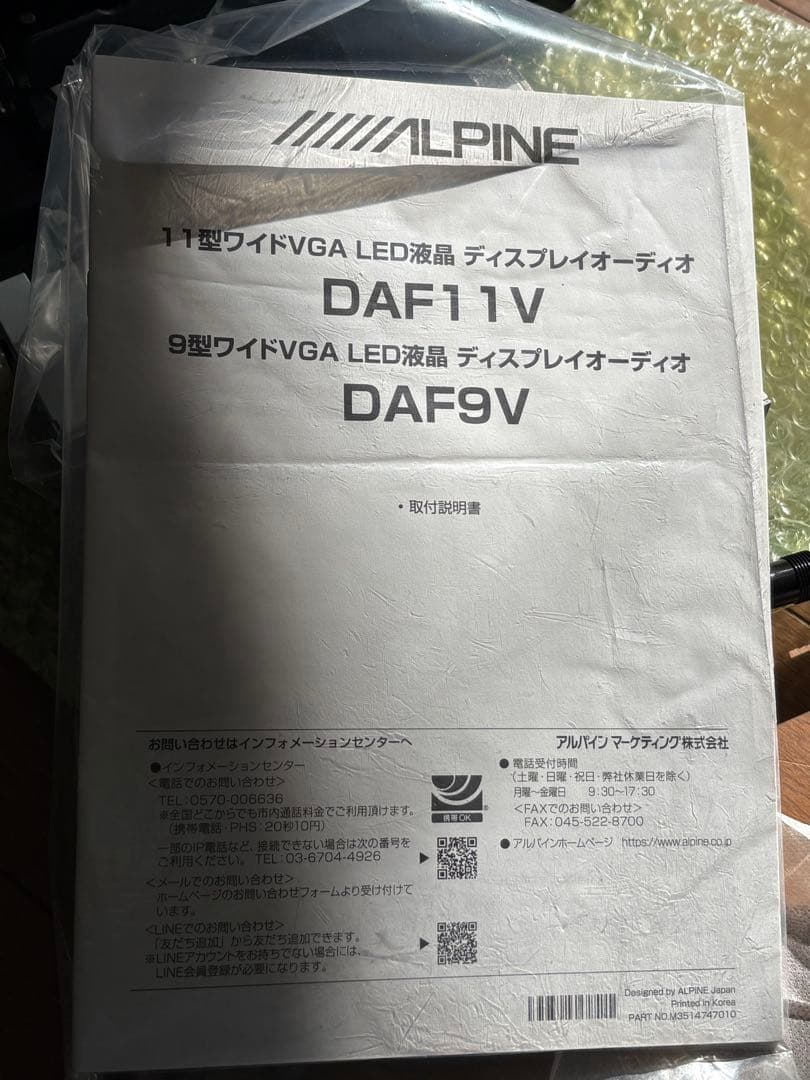 ALPINE
11型ワイドVGA LED液晶 ディスプレイオーディオ
DAF11V
9型ワイドVGA LED液晶 ディスプレイオーディオ
DAF9V
・取付説明書
お問い合わせはインフォメーションセンターへ
●インフォメーションセンター
<電話でのお問い合わせ>
TEL:0570-006636
※全国どこからでも市内通話料金でご利用頂けます。
(携帯電話・PHS:20秒10円)
一部のIP電話など、接続できない場合は次の番号を
ご利用ください。 TEL:03-6704-4926
<メールでのお問い合わせ>
ホームページのお問い合わせフォームより受け付けて
います。
<LINEでのお問い合わせ>
「友だち追加」から友だち追加できます。
※LINEアカウントをお持ちでない場合には、
LINE会員登録が必要になります。
携帯OK
アルパイン マーケティング株式会社
●電話受付時間
(土曜・日曜・祝日・弊社休業日を除く)
月曜〜金曜日 9:30〜17:30
<FAXでのお問い合わせ>
FAX:045-522-8700
●アルパインホームページ https://www.alpine.co.jp
Designed by ALPINE Japan
Printed in Korea
PART NO.M3514747010